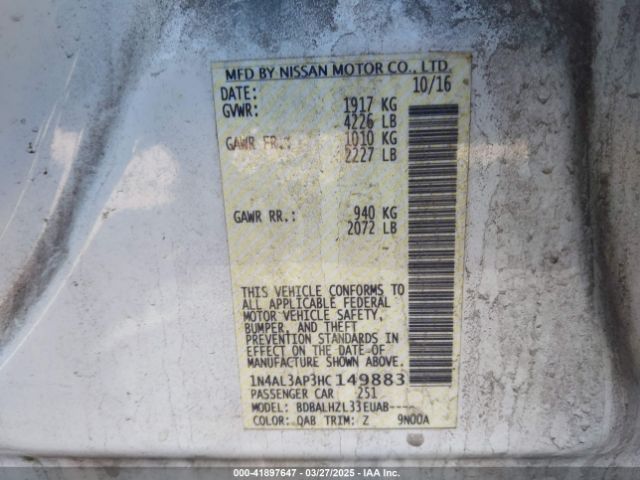 MFD BY NISSAN MOTOR CO., LTD
DATE: 10/16
GVWR: 1917 KG
4226 LB
GAWR FR.: 1010 KG
2227 LB
GAWR RR.: 940 KG
2072 LB
THIS VEHICLE CONFORMS TO
ALL APPLICABLE FEDERAL
MOTOR VEHICLE SAFETY,
BUMPER, AND THEFT
PREVENTION STANDARDS IN
EFFECT ON THE DATE OF
MANUFACTURE SHOWN ABOVE.
1N4AL3AP3HC149883
PASSENGER CAR 251
MODEL: BDBALHZL33EUAB----
COLOR: QAB TRIM: Z 9N00A
000-41897647 - 03/27/2025 - IAA Inc.